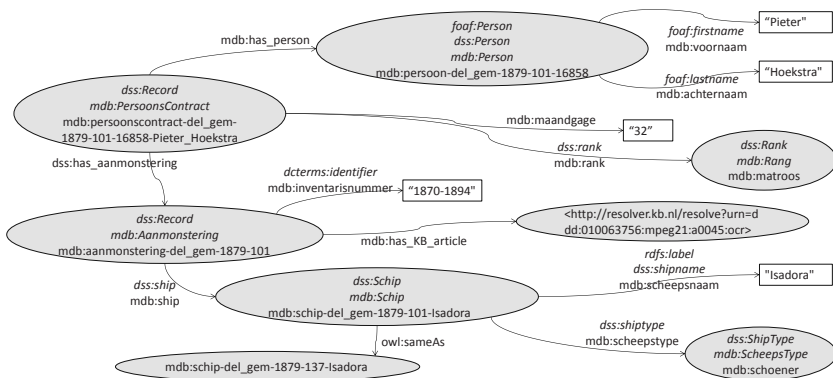 foaf:Person
dss:Person
mdb:Person
mdb:persoon-del_gem-1879-101-16858
mdb:has_person
foaf:firstname
mdb:voornaam
"Pieter"
foaf:lastname
mdb:achternaam
"Hoekstra"
dss:Record
mdb:PersoonsContract
mdb:persoonscontract-del_gem-
1879-101-16858-Pieter_Hoekstra
mdb:maandgage
"32"
dss:rank
mdb:rank
dss:Rank
mdb:Rang
mdb:matroos
dss:has_aanmonstering
dcterms:identifier
mdb:inventarisnummer
"1870-1894"
dss:Record
mdb:Aanmonstering
mdb:aanmonstering-del_gem-1879-101
mdb:has_KB_article
<http://resolver.kb.nl/resolve?urn=d
dd:010063756:mpeg21:a0045:ocr>
dss:ship
mdb:ship
dss:Schip
mdb:Schip
mdb:schip-del_gem-1879-101-Isadora
rdfs:label
dss:shipname
mdb:scheepsnaam
"Isadora"
dss:shiptype
mdb:scheepstype
dss:ShipType
mdb:ScheepsType
mdb:schoener
owl:sameAs
mdb:schip-del_gem-1879-137-Isadora